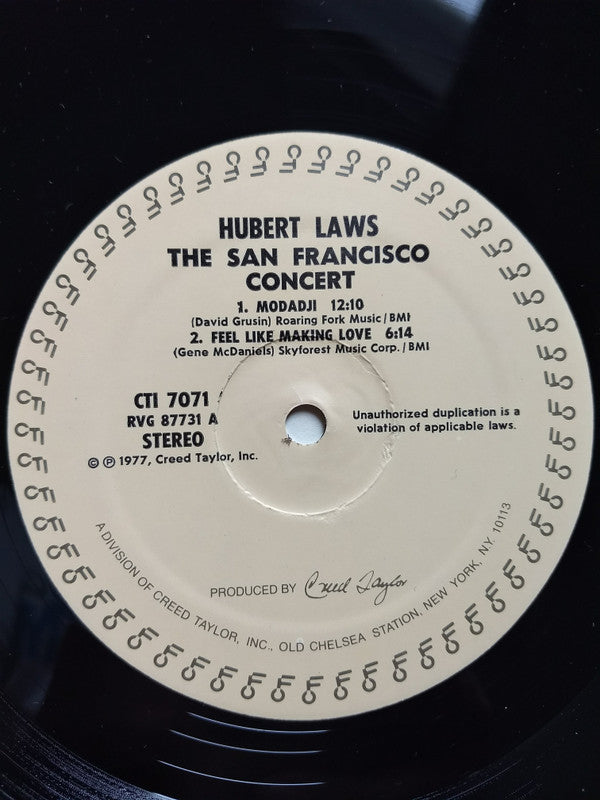 HUBERT LAWS
THE SAN FRANCISCO
CONCERT
1. MODADJI 12:10
(David Grusin) Roaring Fork Music/BMI
2. FEEL LIKE MAKING LOVE 6:14
(Gene McDaniels) Skyforest Music Corp./BMI
CTI 7071
RVG 87731 A
STEREO
© ℗ 1977, Creed Taylor, Inc.
Unauthorized duplication is a
violation of applicable laws.
PRODUCED BY Creed Taylor
A DIVISION OF CREED TAYLOR, INC., OLD CHELSEA STATION, NEW YORK, N.Y. 10113